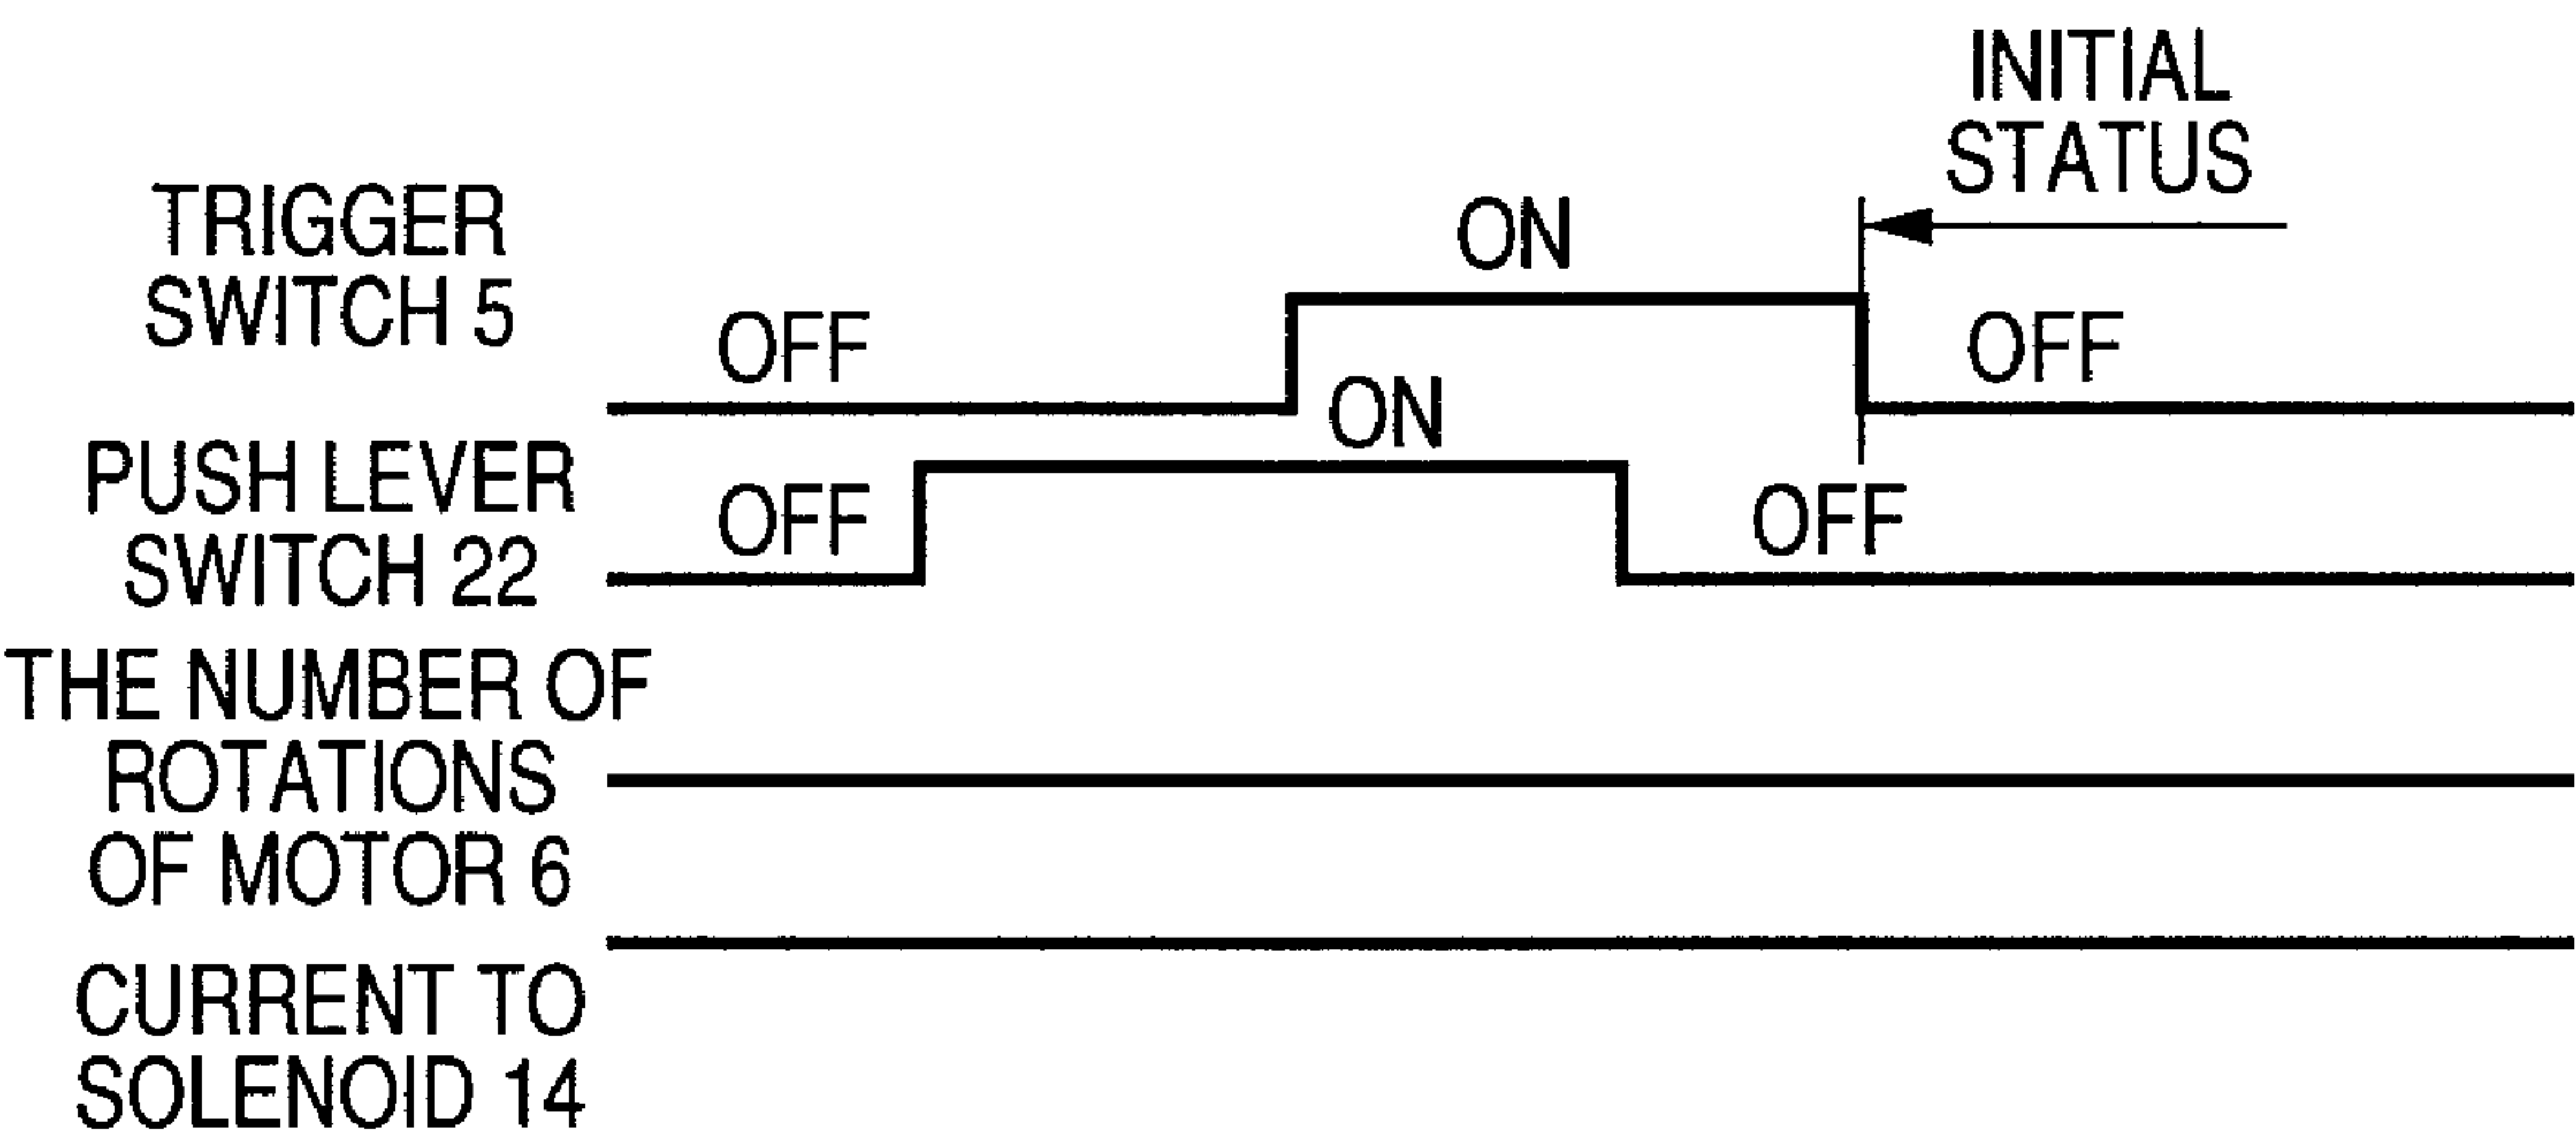 INITIAL
STATUS
TRIGGER
SWITCH 5
OFF
ON
OFF
PUSH LEVER
SWITCH 22
OFF
ON
OFF
THE NUMBER OF
ROTATIONS
OF MOTOR 6
CURRENT TO
SOLENOID 14